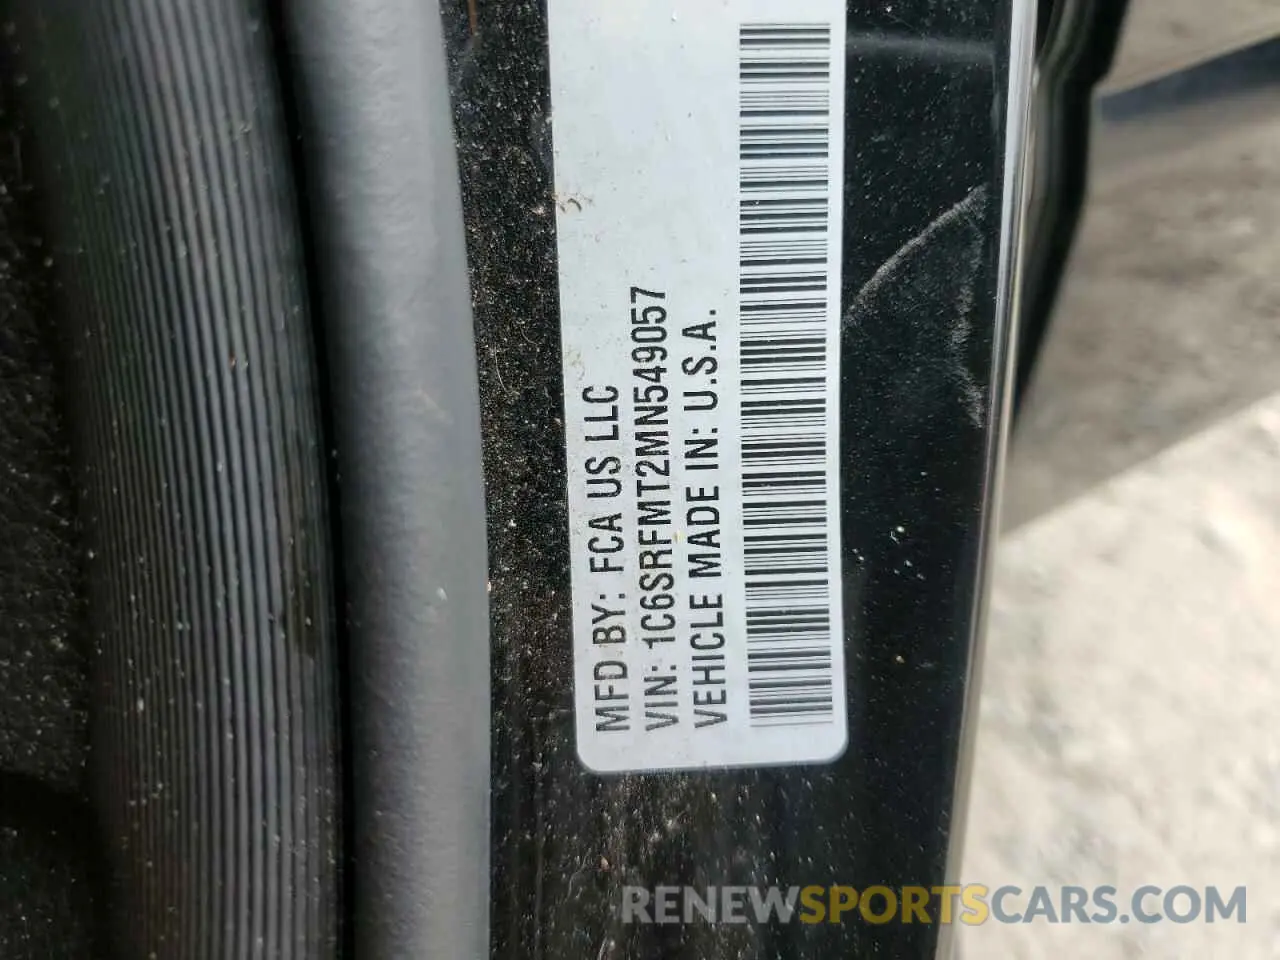 MFD BY: FCA US LLC
VIN: 1C6SRFMT2MN549057
VEHICLE MADE IN: U.S.A.
RENEWSPORTSCARS.COM